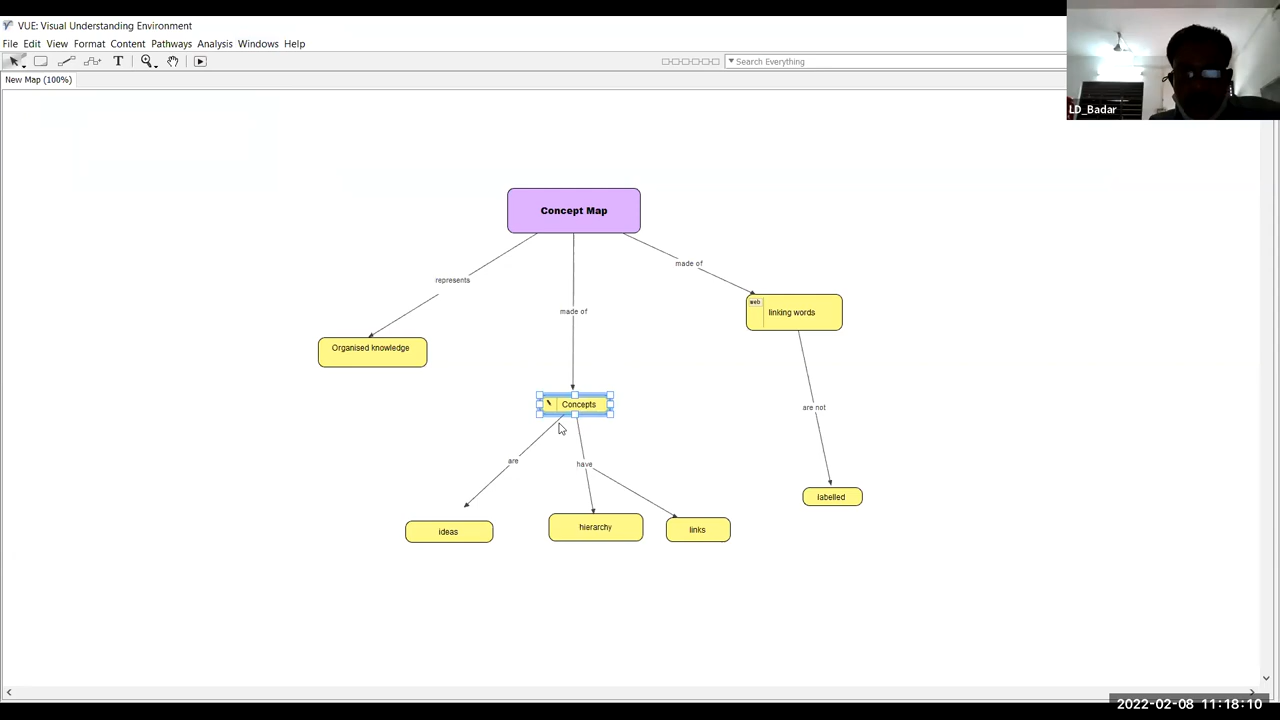 VUE: Visual Understanding Environment
File Edit View Format Content Pathways Analysis Windows Help
T
Search Everything
New Map (100%)
LD_Badar
Concept Map
represents
made of
made of
web
linking words
Organised knowledge
Concepts
are not
are
have
labelled
ideas
hierarchy
links
2022-02-08 11:18:10